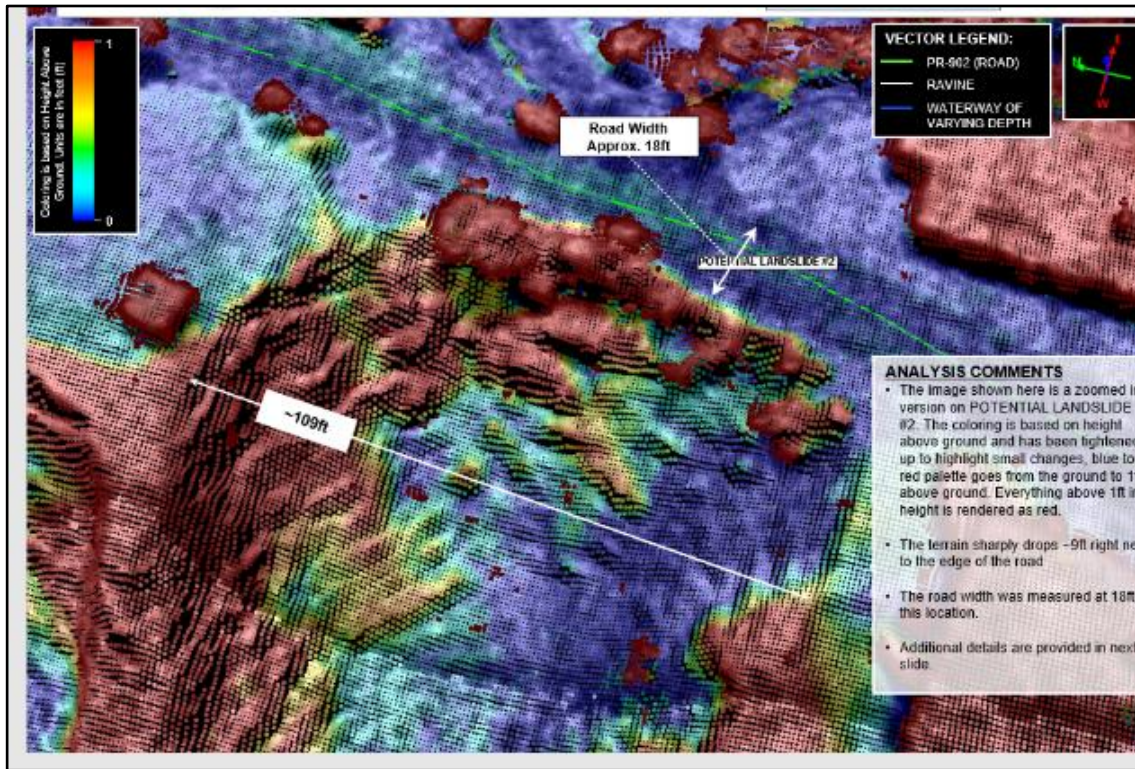 1
Coloring is based on Height Above
Ground. Units are in feet (ft)
0
VECTOR LEGEND:
PR-902 (ROAD)
RAVINE
WATERWAY OF
VARYING DEPTH
N
W
Road Width
Approx. 18ft
POTENTIAL LANDSLIDE #2
~109ft
ANALYSIS COMMENTS
• The image shown here is a zoomed in
version on POTENTIAL LANDSLIDE
#2. The coloring is based on height
above ground and has been tightened
up to highlight small changes, blue to
red palette goes from the ground to 1
above ground. Everything above 1ft in
height is rendered as red.
• The terrain sharply drops ~9ft right ne
to the edge of the road
• The road width was measured at 18ft
this location.
• Additional details are provided in next
slide.